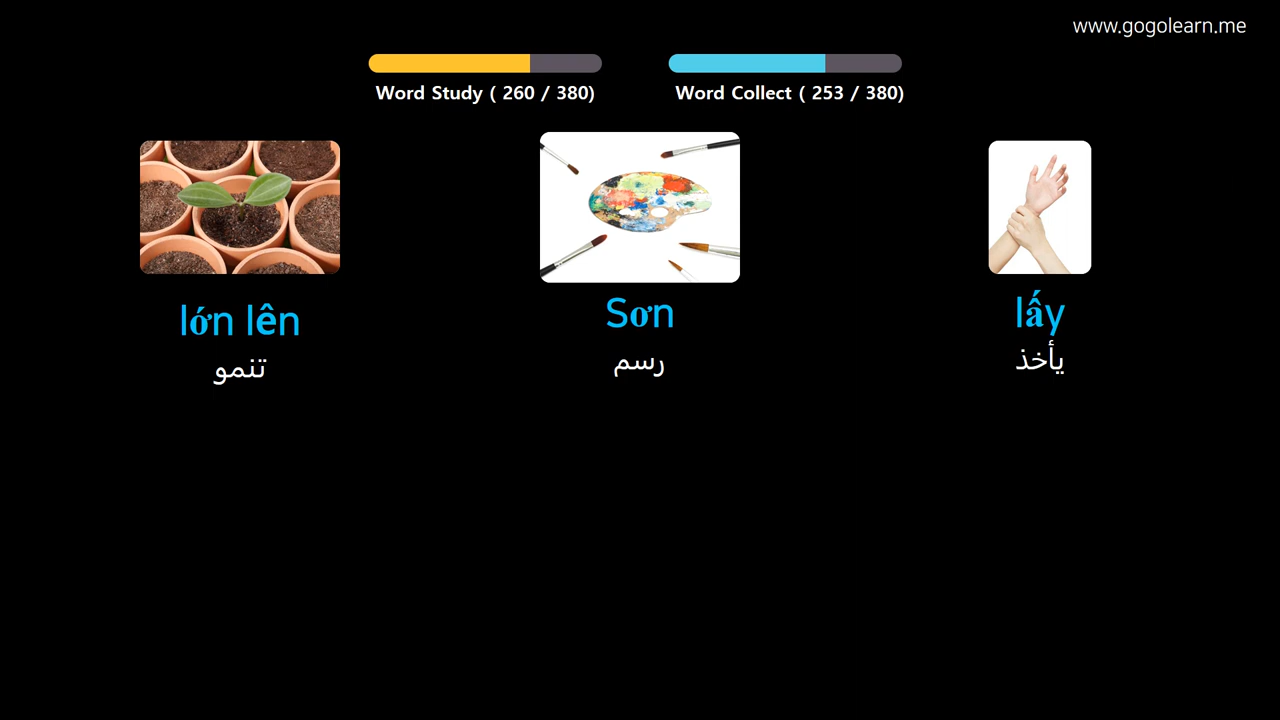 www.gogolearn.me
Word Study ( 260 / 380)
Word Collect ( 253 / 380)
lớn lên
تنمو
Sơn
رسم
lấy
يأخذ